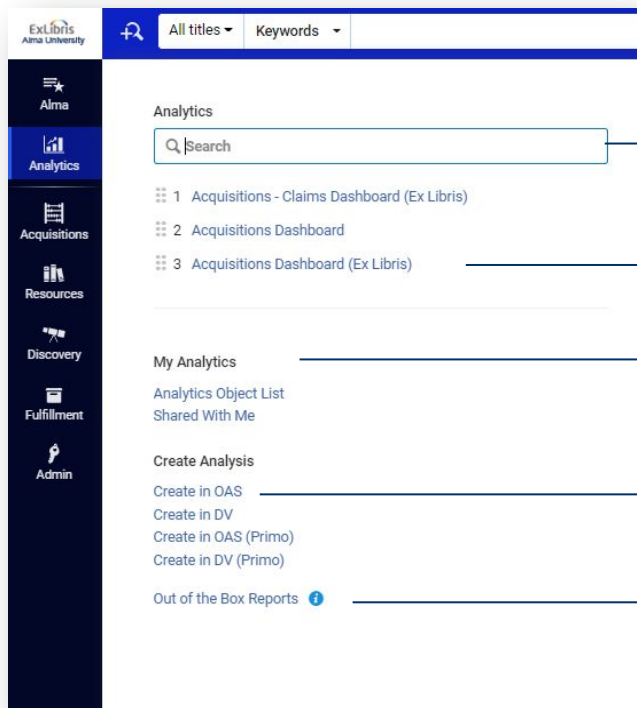 ExLibris
Alma University
All titles
Keywords
Alma
Analytics
Acquisitions
Resources
Discovery
Fulfillment
Admin
Analytics
Search
1 Acquisitions - Claims Dashboard (Ex Libris)
2 Acquisitions Dashboard
3 Acquisitions Dashboard (Ex Libris)
My Analytics
Analytics Object List
Shared With Me
Create Analysis
Create in OAS
Create in DV
Create in OAS (Primo)
Create in DV (Primo)
Out of the Box Reports